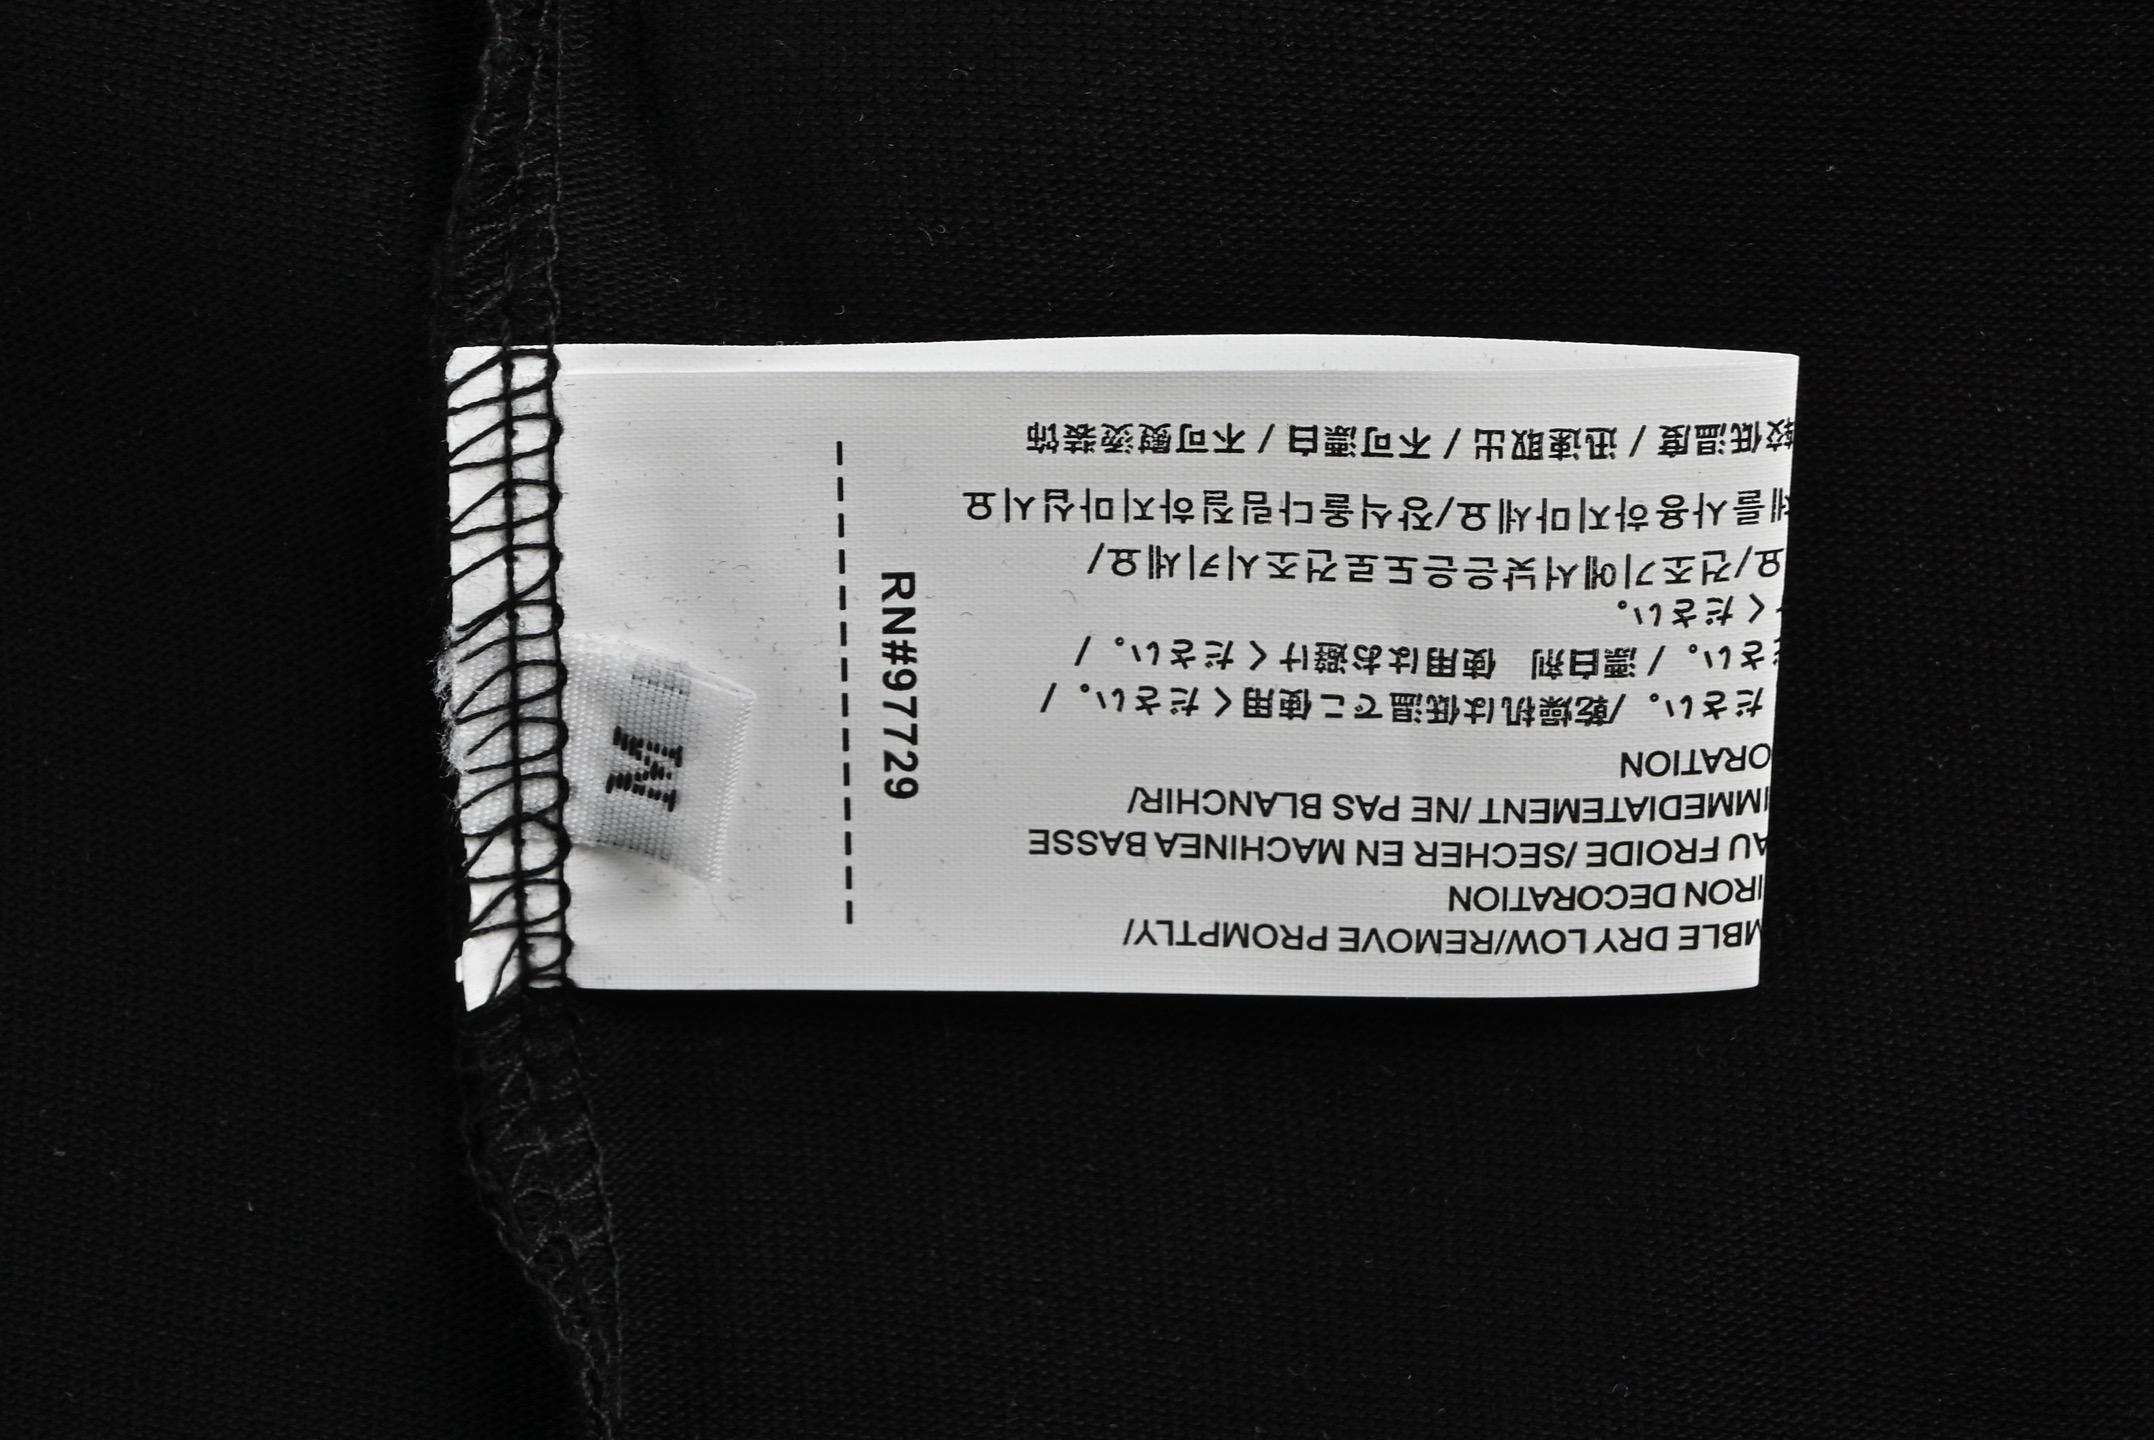 MBLE DRY LOW/REMOVE PROMPTLY/
IRON DECORATION
AU FROIDE/SECHER EN MACHINEA BASSE
IMMEDIATEMENT/NE PAS BLANCHIR/
ORATION
ださい。/乾燥机は低温でご使用ください。/
ださい。/漂白剤 使用はお避けください。/
ください。
요/건조기에서낮은온도로건조시키세요/
제를사용하지마세요/장식을다림질하지마십시요
较低温度/迅速取出/不可漂白/不可熨烫装饰
RN#97729
M